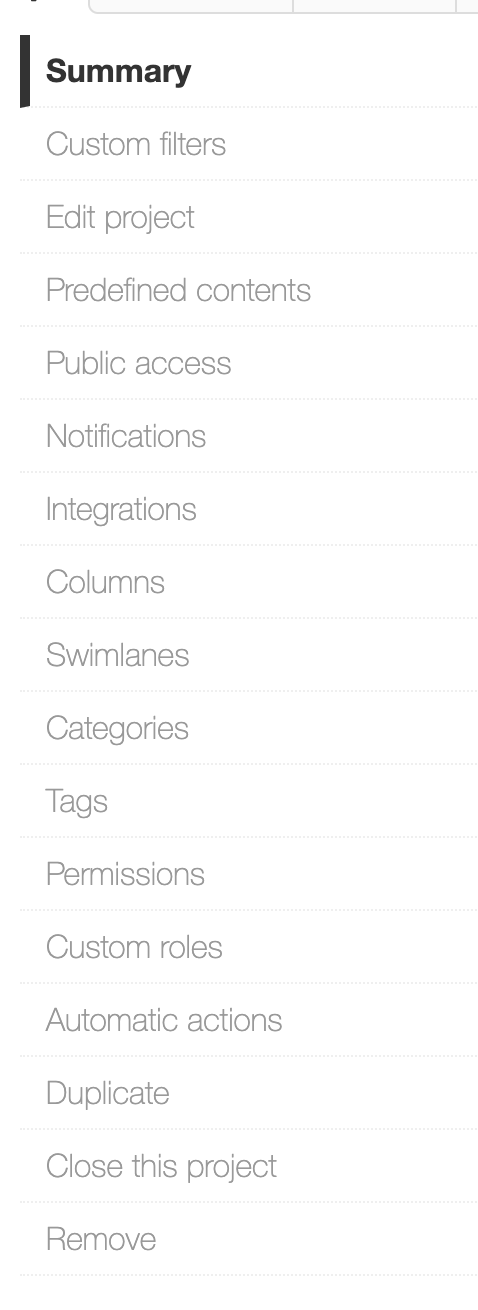 Summary
Custom filters
Edit project
Predefined contents
Public access
Notifications
Integrations
Columns
Swimlanes
Categories
Tags
Permissions
Custom roles
Automatic actions
Duplicate
Close this project
Remove